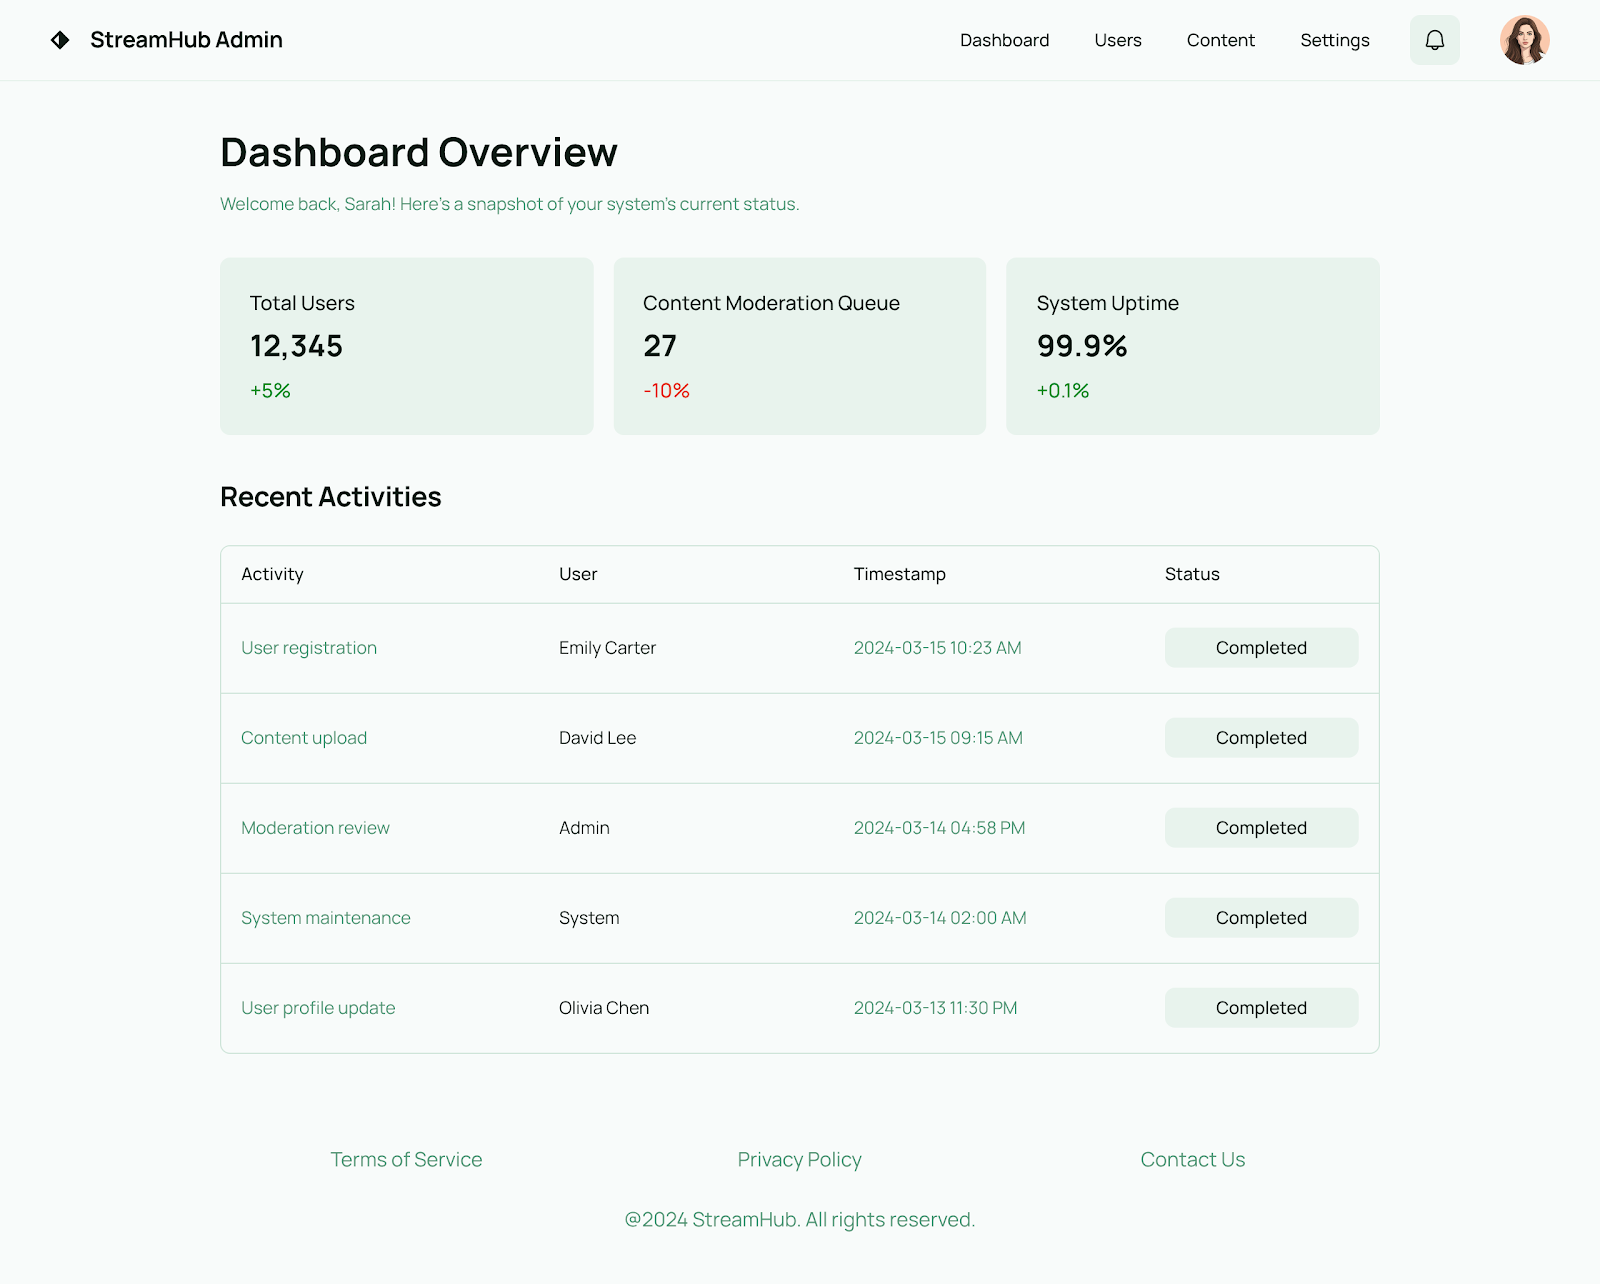 StreamHub Admin
Dashboard Users Content Settings
Dashboard Overview
Welcome back, Sarah! Here's a snapshot of your system's current status.
Total Users
12,345
+5%
Content Moderation Queue
27
-10%
System Uptime
99.9%
+0.1%
Recent Activities
Activity User Timestamp Status
User registration Emily Carter 2024-03-15 10:23 AM Completed
Content upload David Lee 2024-03-15 09:15 AM Completed
Moderation review Admin 2024-03-14 04:58 PM Completed
System maintenance System 2024-03-14 02:00 AM Completed
User profile update Olivia Chen 2024-03-13 11:30 PM Completed
Terms of Service Privacy Policy Contact Us
@2024 StreamHub. All rights reserved.